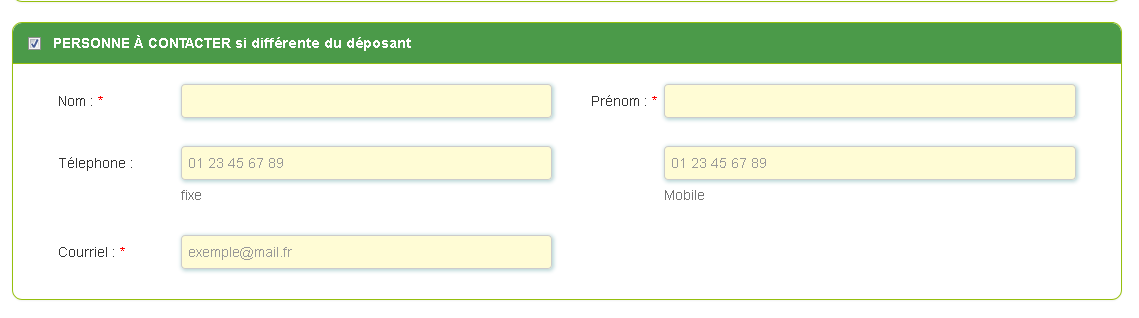 PERSONNE À CONTACTER si différente du déposant
Nom : * Prénom : *
Télephone : 01 23 45 67 89 01 23 45 67 89
fixe Mobile
Courriel : * exemple@mail.fr